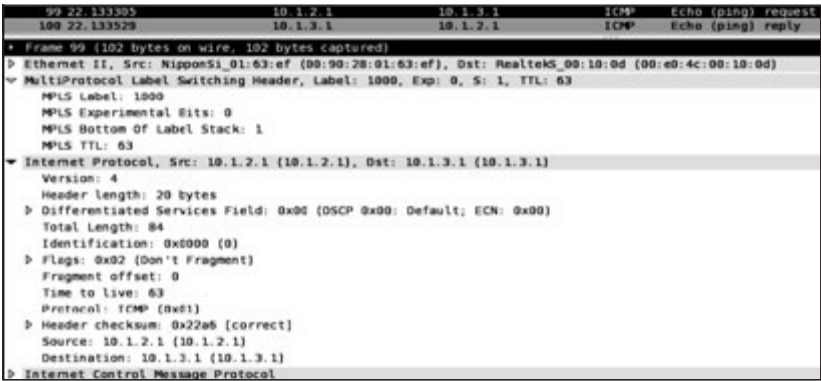 99 22.133305 10.1.2.1 10.1.3.1 ICMP Echo (ping) request
100 22.133529 10.1.3.1 10.1.2.1 ICMP Echo (ping) reply
Frame 99 (102 bytes on wire, 102 bytes captured)
Ethernet II, Src: NipponSi_01:63:ef (00:90:28:01:63:ef), Dst: RealtekS_00:10:0d (00:e0:4c:00:10:0d)
MultiProtocol Label Switching Header, Label: 1000, Exp: 0, S: 1, TTL: 63
MPLS Label: 1000
MPLS Experimental Bits: 0
MPLS Bottom Of Label Stack: 1
MPLS TTL: 63
Internet Protocol, Src: 10.1.2.1 (10.1.2.1), Dst: 10.1.3.1 (10.1.3.1)
Version: 4
Header length: 20 bytes
Differentiated Services Field: 0x00 (DSCP 0x00: Default; ECN: 0x00)
Total Length: 84
Identification: 0x0000 (0)
Flags: 0x02 (Don't Fragment)
Fragment offset: 0
Time to live: 63
Protocol: ICMP (0x01)
Header checksum: 0x22a6 [correct]
Source: 10.1.2.1 (10.1.2.1)
Destination: 10.1.3.1 (10.1.3.1)
Internet Control Message Protocol